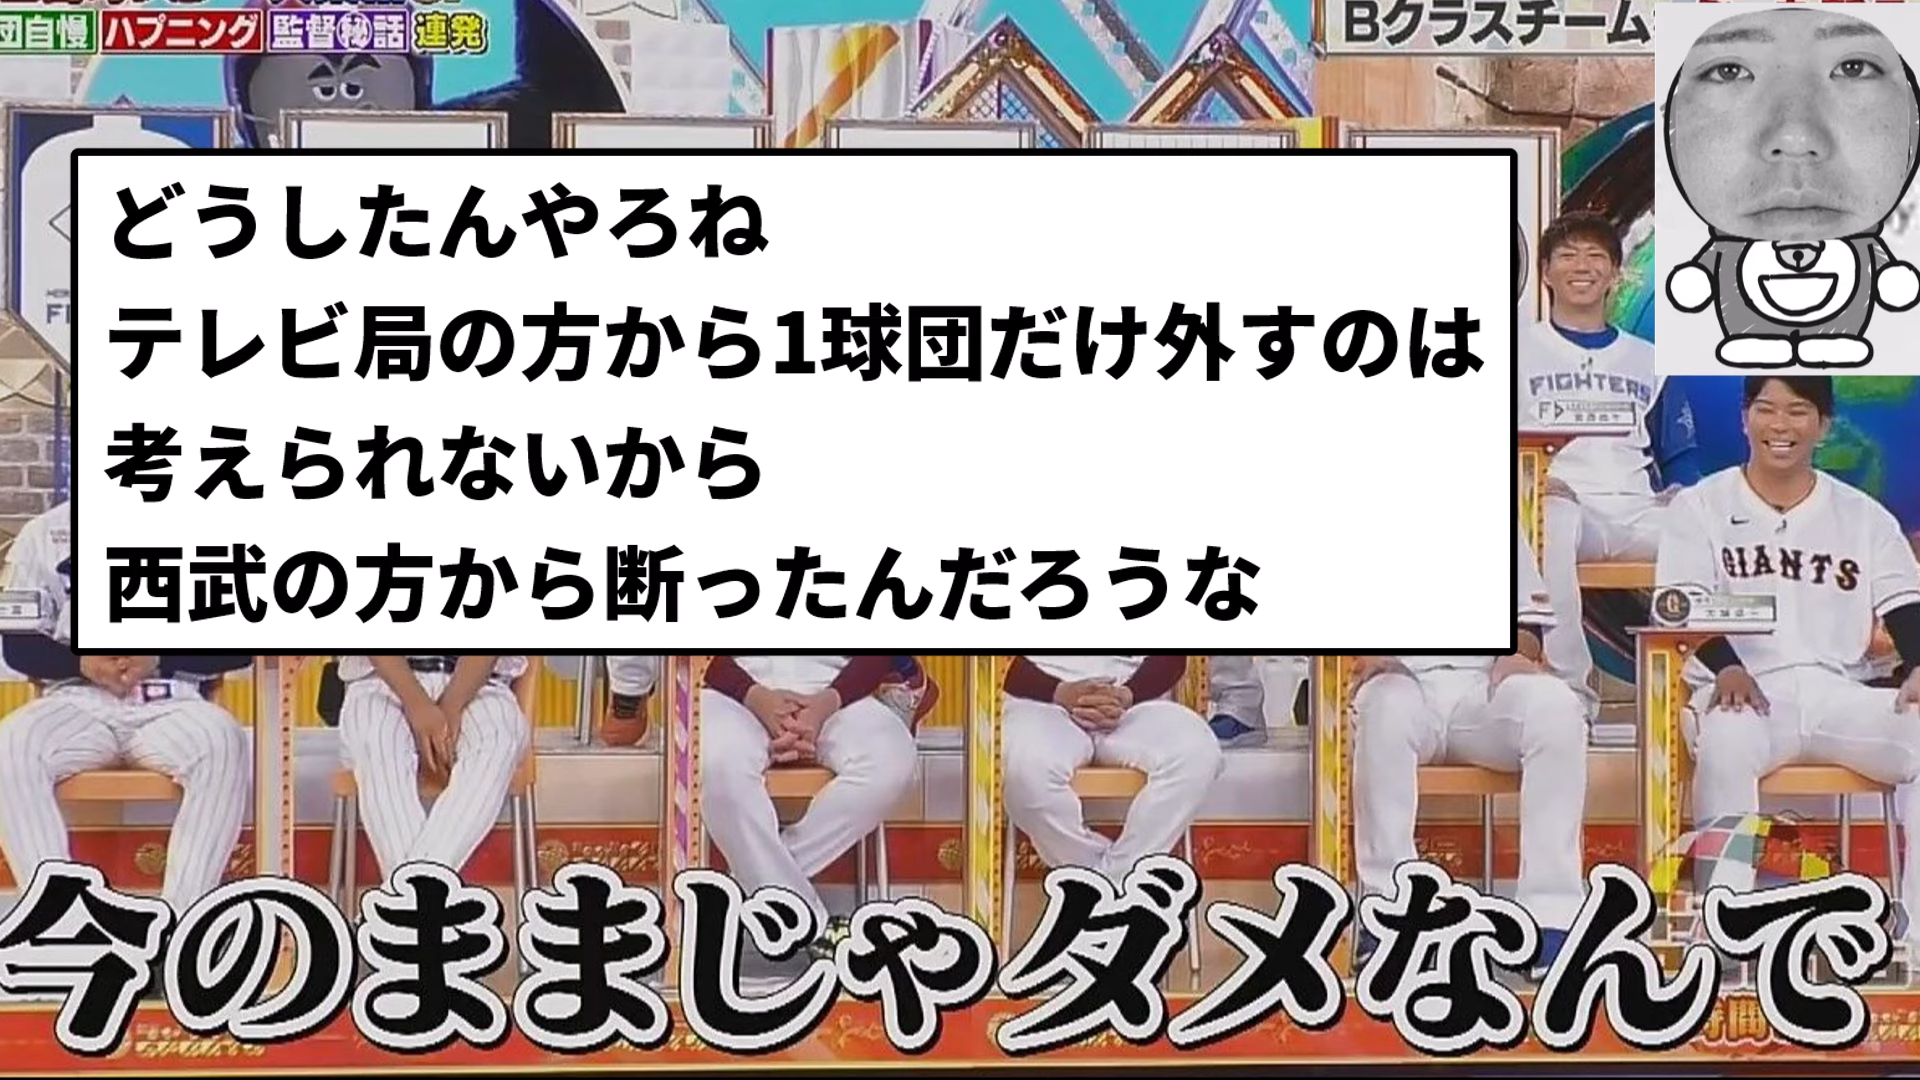 団自慢 ハプニング 監督㊙話 連発
Bクラスチーム
どうしたんやろね
テレビ局の方から1球団だけ外すのは
考えられないから
西武の方から断ったんだろうな
FIGHTERS
GIANTS
今のままじゃダメなんで
時間